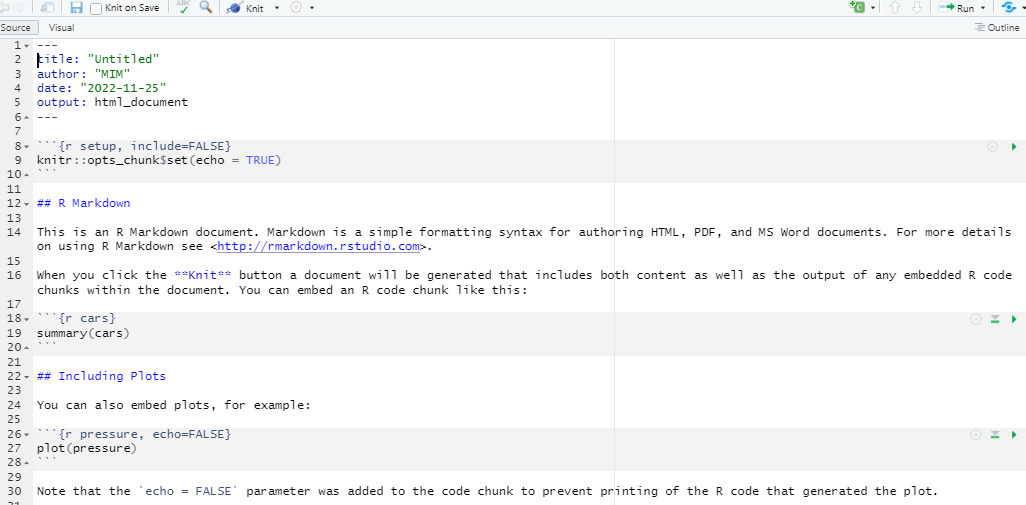 Knit on Save ABC Knit Run
Source Visual Outline
1 ---
2 title: "Untitled"
3 author: "MIM"
4 date: "2022-11-25"
5 output: html_document
6 ---
7
8 ```{r setup, include=FALSE}
9 knitr::opts_chunk$set(echo = TRUE)
10 ```
11
12 ## R Markdown
13
14 This is an R Markdown document. Markdown is a simple formatting syntax for authoring HTML, PDF, and MS Word documents. For more details
on using R Markdown see <http://rmarkdown.rstudio.com>.
15
16 When you click the **Knit** button a document will be generated that includes both content as well as the output of any embedded R code
chunks within the document. You can embed an R code chunk like this:
17
18 ```{r cars}
19 summary(cars)
20 ```
21
22 ## Including Plots
23
24 You can also embed plots, for example:
25
26 ```{r pressure, echo=FALSE}
27 plot(pressure)
28 ```
29
30 Note that the `echo = FALSE` parameter was added to the code chunk to prevent printing of the R code that generated the plot.